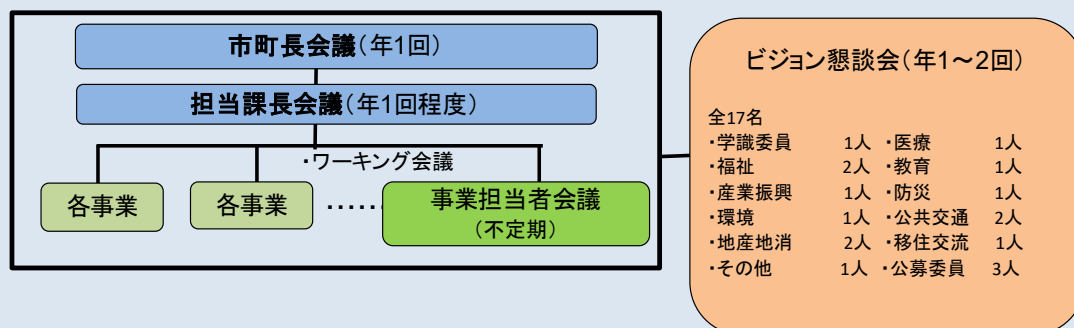 市町長会議(年1回)
担当課長会議(年1回程度)
・ワーキング会議
各事業
各事業
……
事業担当者会議
(不定期)
ビジョン懇談会(年1～2回)
全17名
・学識委員 1人 ・医療 1人
・福祉 2人 ・教育 1人
・産業振興 1人 ・防災 1人
・環境 1人 ・公共交通 2人
・地産地消 2人 ・移住交流 1人
・その他 1人 ・公募委員 3人